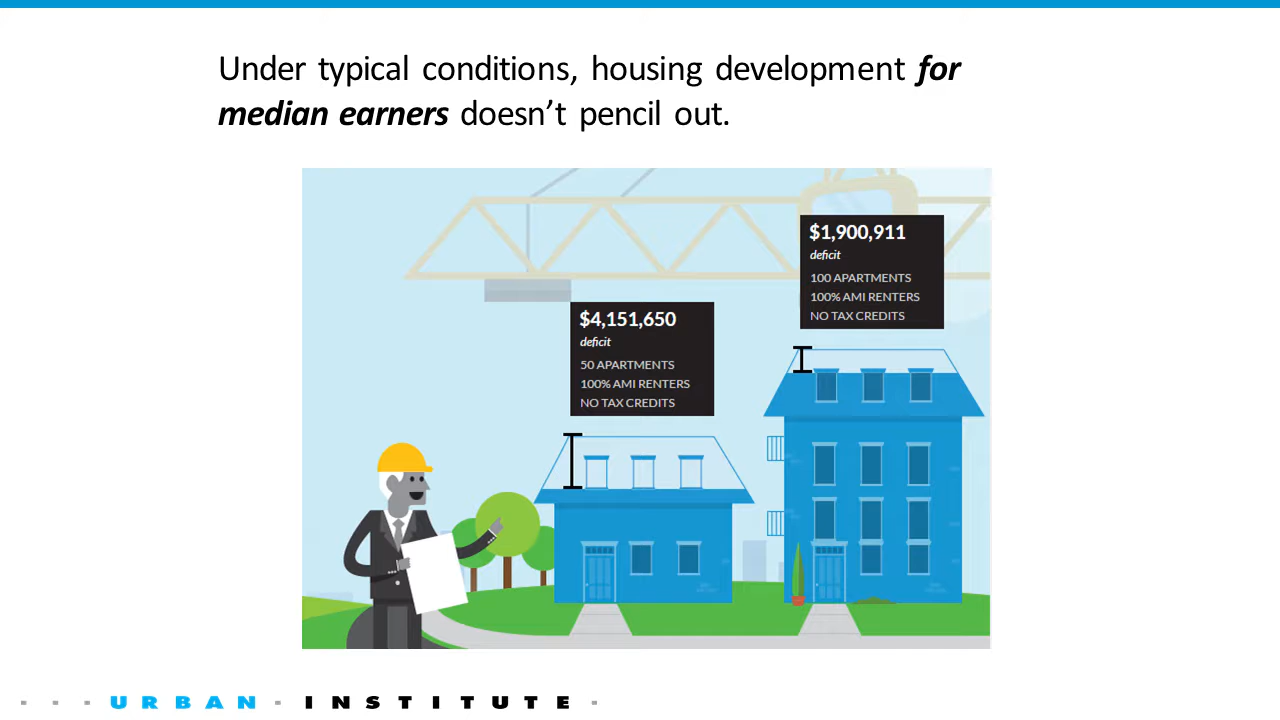 Under typical conditions, housing development for
median earners doesn’t pencil out.
$1,900,911
deficit
100 APARTMENTS
100% AMI RENTERS
NO TAX CREDITS
$4,151,650
deficit
50 APARTMENTS
100% AMI RENTERS
NO TAX CREDITS
URBAN INSTITUTE